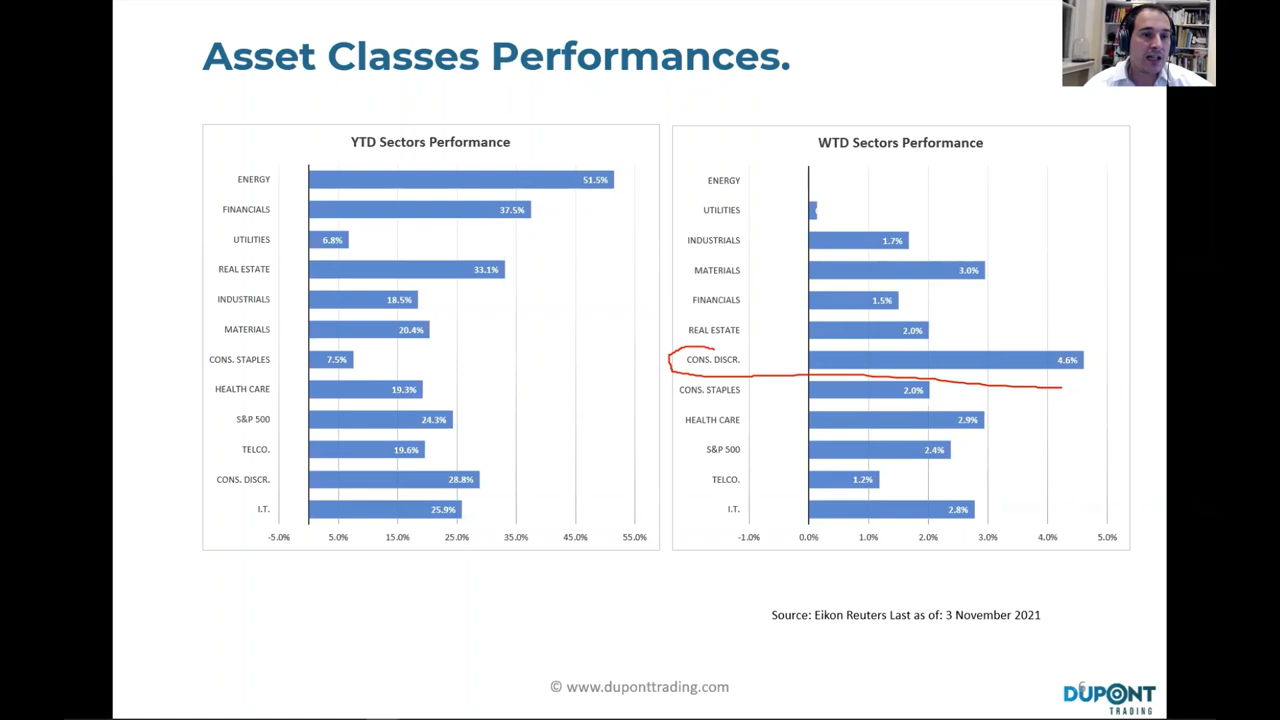 Asset Classes Performances.
YTD Sectors Performance
ENERGY 51.5%
FINANCIALS 37.5%
UTILITIES 6.8%
REAL ESTATE 33.1%
INDUSTRIALS 18.5%
MATERIALS 20.4%
CONS. STAPLES 7.5%
HEALTH CARE 19.3%
S&P 500 24.3%
TELCO. 19.6%
CONS. DISCR. 28.8%
I.T. 25.9%
-5.0% 5.0% 15.0% 25.0% 35.0% 45.0% 55.0%
WTD Sectors Performance
ENERGY
UTILITIES
INDUSTRIALS 1.7%
MATERIALS 3.0%
FINANCIALS 1.5%
REAL ESTATE 2.0%
CONS. DISCR. 4.6%
CONS. STAPLES 2.0%
HEALTH CARE 2.9%
S&P 500 2.4%
TELCO. 1.2%
I.T. 2.8%
-1.0% 0.0% 1.0% 2.0% 3.0% 4.0% 5.0%
Source: Eikon Reuters Last as of: 3 November 2021
© www.duponttrading.com
DUPONT
TRADING